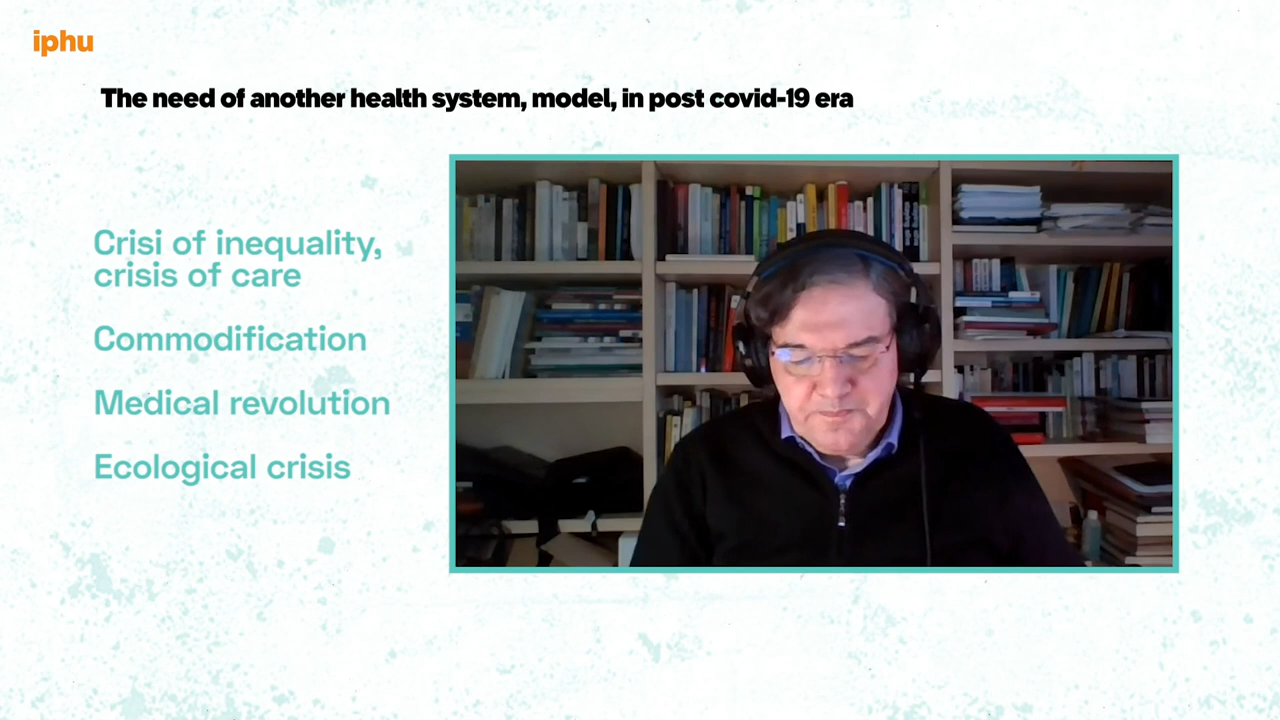 iphu
The need of another health system, model, in post covid-19 era
Crisi of inequality,
crisis of care
Commodification
Medical revolution
Ecological crisis